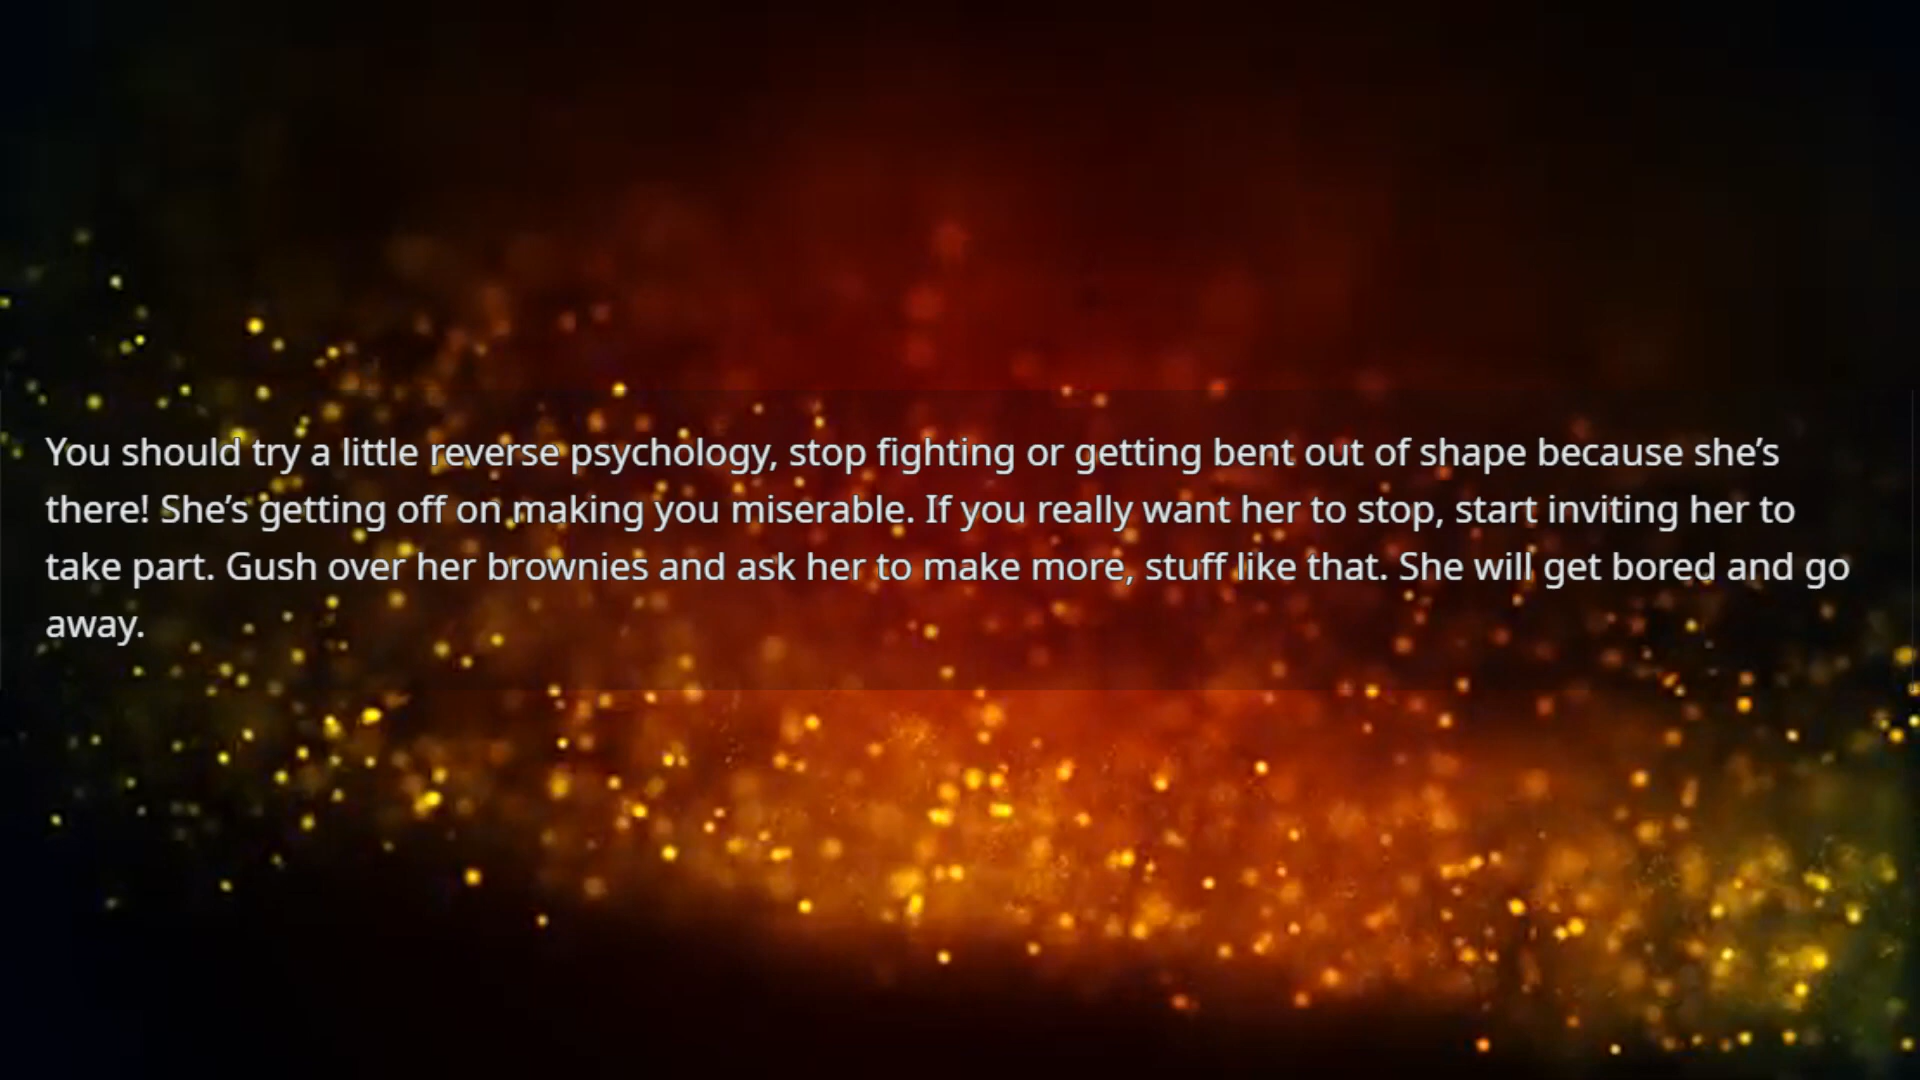 You should try a little reverse psychology, stop fighting or getting bent out of shape because she’s
there! She’s getting off on making you miserable. If you really want her to stop, start inviting her to
take part. Gush over her brownies and ask her to make more, stuff like that. She will get bored and go
away.